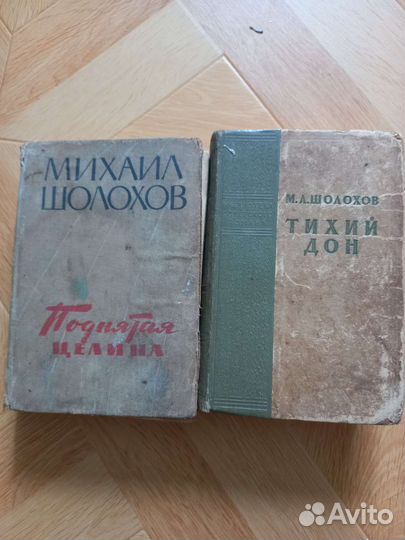 МИХАИЛ
ШОЛОХОВ
Поднятая
ЦЕЛИНА
М.А.ШОЛОХОВ
ТИХИЙ
ДОН
Avito